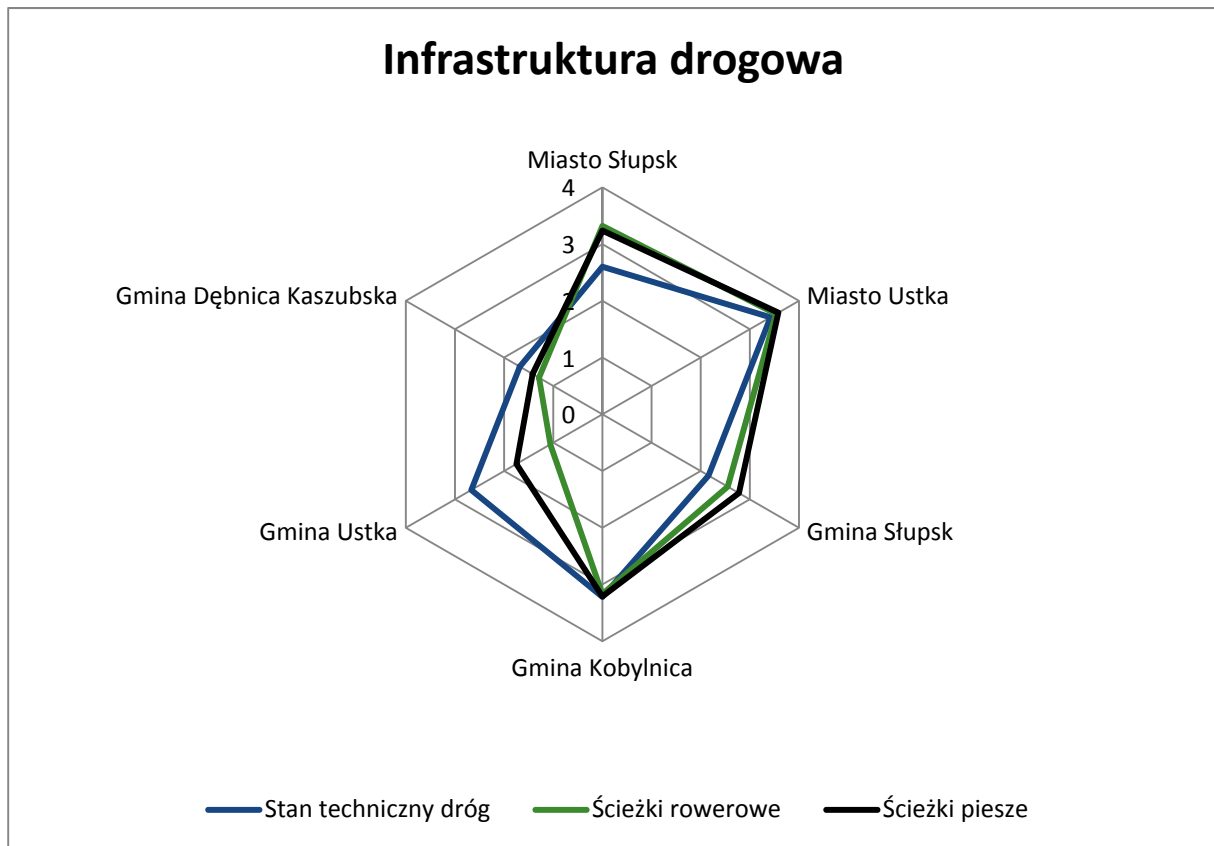 Infrastruktura drogowa
Miasto Słupsk
4
3
2
1
0
Miasto Ustka
Gmina Słupsk
Gmina Kobylnica
Gmina Ustka
Gmina Dębnica Kaszubska
Stan techniczny dróg
Ścieżki rowerowe
Ścieżki piesze